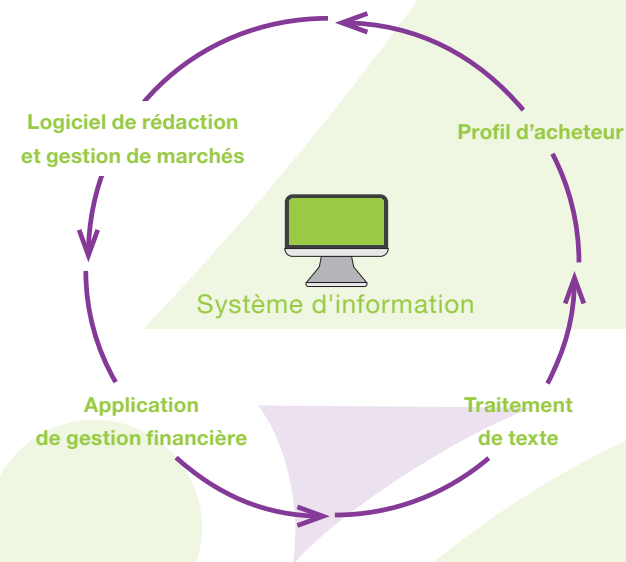 Logiciel de rédaction
et gestion de marchés
Profil d’acheteur
Système d'information
Application
de gestion financière
Traitement
de texte